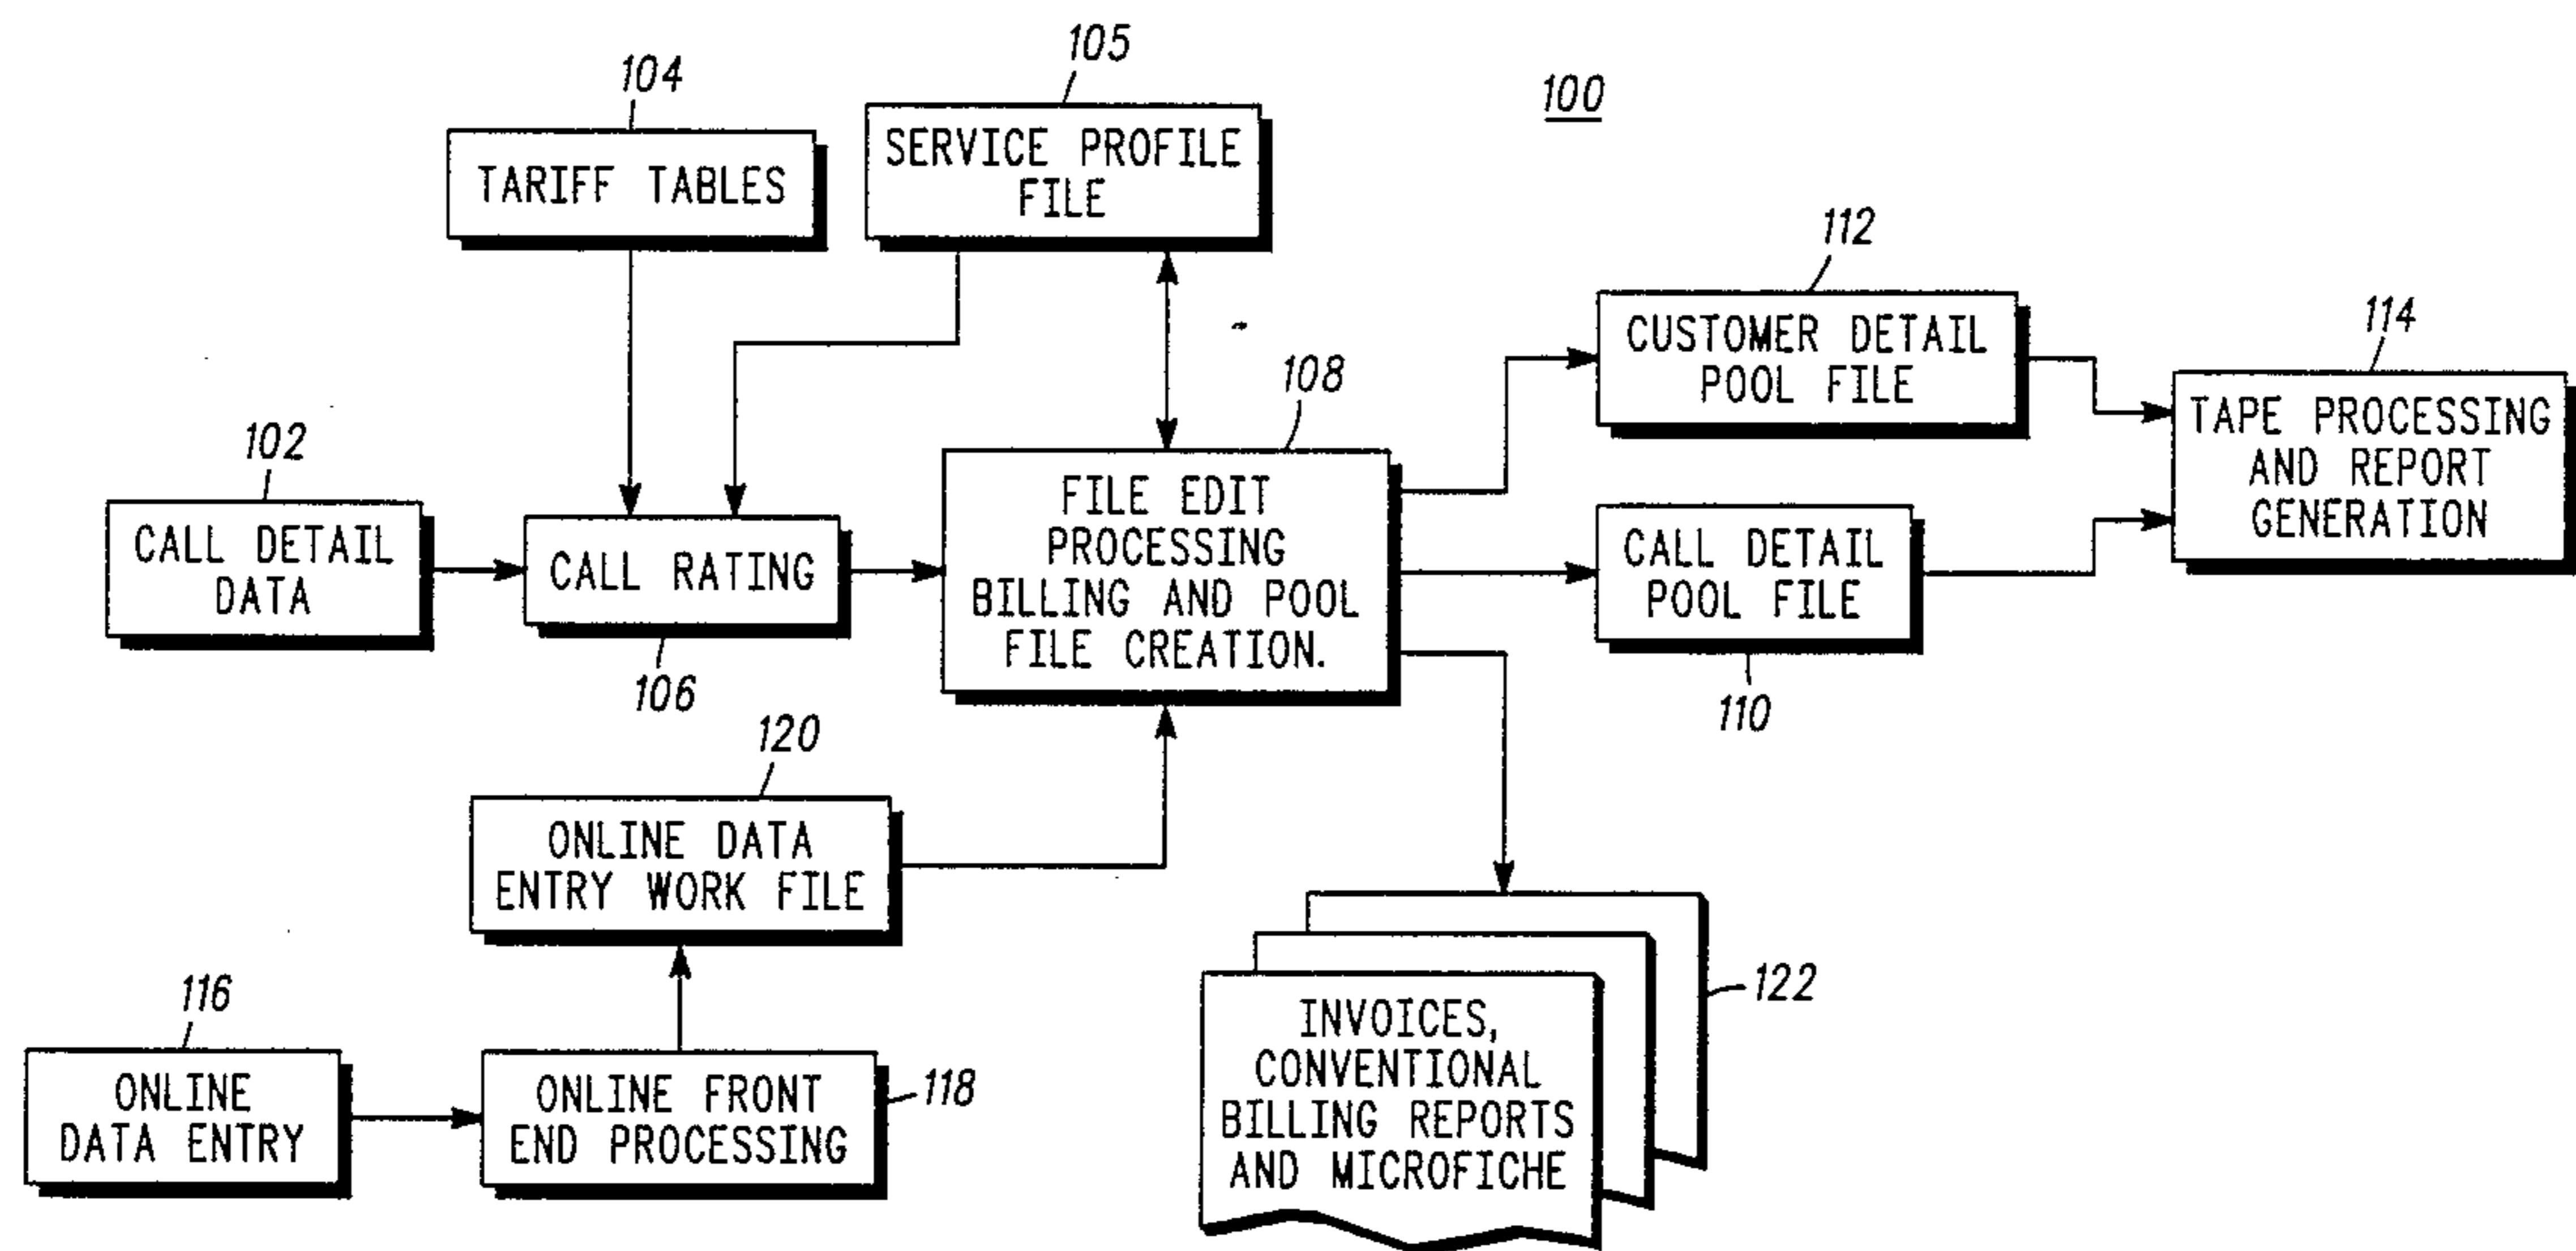 100
104
TARIFF TABLES
105
SERVICE PROFILE
FILE
102
CALL DETAIL
DATA
CALL RATING
106
108
FILE EDIT
PROCESSING
BILLING AND POOL
FILE CREATION.
112
CUSTOMER DETAIL
POOL FILE
CALL DETAIL
POOL FILE
110
114
TAPE PROCESSING
AND REPORT
GENERATION
120
ONLINE DATA
ENTRY WORK FILE
116
ONLINE
DATA ENTRY
ONLINE FRONT
END PROCESSING
118
INVOICES,
CONVENTIONAL
BILLING REPORTS
AND MICROFICHE
122